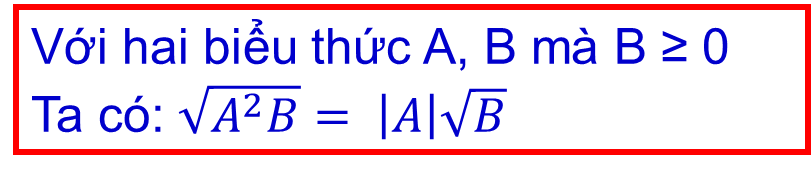 Với hai biểu thức A, B mà B ≥ 0
Ta có: √(A²B) = |A|√B